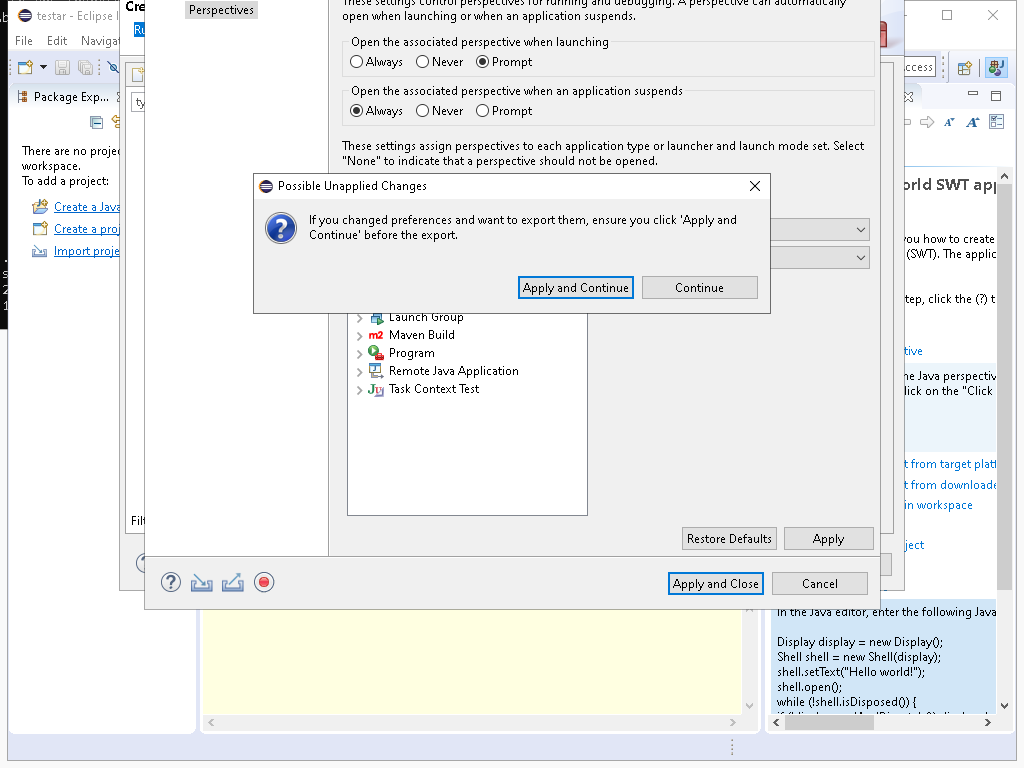 testar - Eclipse I
File Edit Navigat
Package Exp...
There are no proje
workspace.
To add a project:
Create a Java
Create a proj
Import proje
Cre
Ru
ty
Filt
Perspectives
These settings control perspectives for running and debugging. A perspective can automatically
open when launching or when an application suspends.
Open the associated perspective when launching
Always Never Prompt
Open the associated perspective when an application suspends
Always Never Prompt
These settings assign perspectives to each application type or launcher and launch mode set. Select
"None" to indicate that a perspective should not be opened.
Possible Unapplied Changes
If you changed preferences and want to export them, ensure you click 'Apply and
Continue' before the export.
Apply and Continue Continue
Launch Group
Maven Build
Program
Remote Java Application
Task Context Test
Restore Defaults Apply
Apply and Close Cancel
ccess
orld SWT app
you how to create
(SWT). The applic
tep, click the (?) t
tive
he Java perspectiv
lick on the "Click
t from target platf
t from downloade
in workspace
ject
In the Java editor, enter the following Java
Display display = new Display();
Shell shell = new Shell(display);
shell.setText("Hello world!");
shell.open();
while (!shell.isDisposed()) {